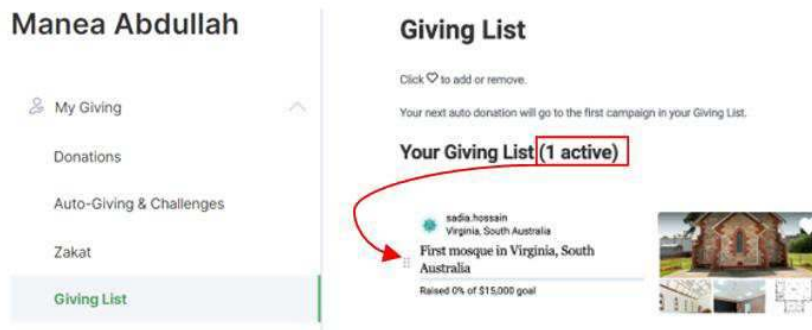 Manea Abdullah
My Giving
Donations
Auto-Giving & Challenges
Zakat
Giving List
Giving List
Click ♡ to add or remove.
Your next auto donation will go to the first campaign in your Giving List.
Your Giving List (1 active)
sadia.hossain
Virginia, South Australia
First mosque in Virginia, South
Australia
Raised 0% of $15,000 goal